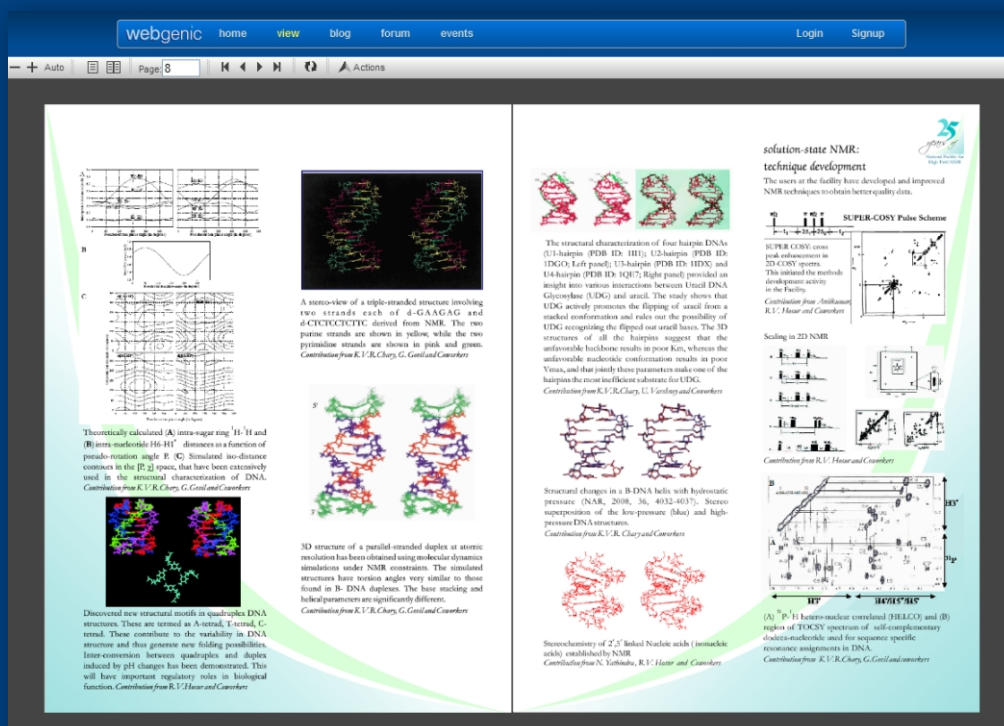 webgenic home view blog forum events Login Signup
Auto Page: 8 Actions
B
C
Theoretically calculated (A) intra-sugar ring ¹H-¹H and
(B) intra-nucleotide H6-H1" distances as a function of
pseudo-rotation angle P. (C) Simulated iso-distance
contours in the [P, χ] space, that have been extensively
used in the structural characterization of DNA.
Contribution from K.V.R.Chary, G.Govil and Coworkers
Discovered new structural motifs in quadruplex DNA
structures. These are termed as A-tetrad, T-tetrad, C-
tetrad. These contribute to the variability in DNA
structure and thus generate new folding possibilities.
Inter-conversion between quadruplex and duplex
induced by pH changes has been demonstrated. This
will have important regulatory roles in biological
function. Contribution from R.V.Hosur and Coworkers
A stereo-view of a triple-stranded structure involving
two strands each of d-GAAGAG and
d-CTCTCCTCTTC derived from NMR. The two
purine strands are shown in yellow, while the two
pyrimidine strands are shown in pink and green.
Contribution from K.V.R.Chary, G. Govil and Coworkers
5'
3'
3D structure of a parallel-stranded duplex at atomic
resolution has been obtained using molecular dynamics
simulations under NMR constraints. The simulated
structures have torsion angles very similar to those
found in B- DNA duplexes. The base stacking and
helical parameters are significantly different.
Contribution from K.V.R.Chary, G.Govil and Coworkers
The structural characterization of four hairpin DNAs
(U1-hairpin (PDB ID: 1II1); U2-hairpin (PDB ID:
1DGO; Left panel); U3-hairpin (PDB ID: 1IDX) and
U4-hairpin (PDB ID: 1QE7; Right panel) provided an
insight into various interactions between Uracil DNA
Glycosylase (UDG) and uracil. The study shows that
UDG actively promotes the flipping of uracil from a
stacked conformation and rules out the possibility of
UDG recognizing the flipped out uracil bases. The 3D
structures of all the hairpins suggest that the
unfavorable backbone results in poor Km, whereas the
unfavorable nucleotide conformation results in poor
Vmax, and that jointly these parameters make one of the
hairpins the most inefficient substrate for UDG.
Contribution from K.V.R.Chary, U. Varshney and Coworkers
Structural changes in a B-DNA helix with hydrostatic
pressure (NAR, 2008, 36, 4032-4037). Stereo
superposition of the low-pressure (blue) and high-
pressure DNA structures.
Contribution from K.V.R. Chary and Coworkers
Stereochemistry of 2',5' linked Nucleic acids ( isonucleic
acids) established by NMR
Contribution from N. Yathindra, R.V. Hosur and Coworkers
25
years of
National Facility for
High Field NMR
solution-state NMR:
technique development
The users at the facility have developed and improved
NMR techniques to obtain better quality data.
SUPER-COSY Pulse Scheme
SUPER COSY: cross
peak enhancement in
2D-COSY spectra.
This initiated the methods
development activity
in the Facility.
Contribution from Anilkumar,
R.V. Hosur and Coworkers
Scaling in 2D NMR
Contribution from R.V. Hosur and Coworkers
B
H3'
A
H2'
H3' H4'/H5'/H5"
(A) ³¹P-¹H hetero-nuclear correlated (HELCO) and (B)
region of TOCSY spectrum of self-complementary
dodeca-nucleotide used for sequence specific
resonance assignments in DNA.
Contribution from K.V.R.Chary, G.Govil and coworkers